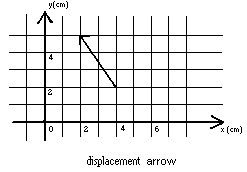 y(cm)
4
2
0 2 4 6
x (cm)
displacement arrow